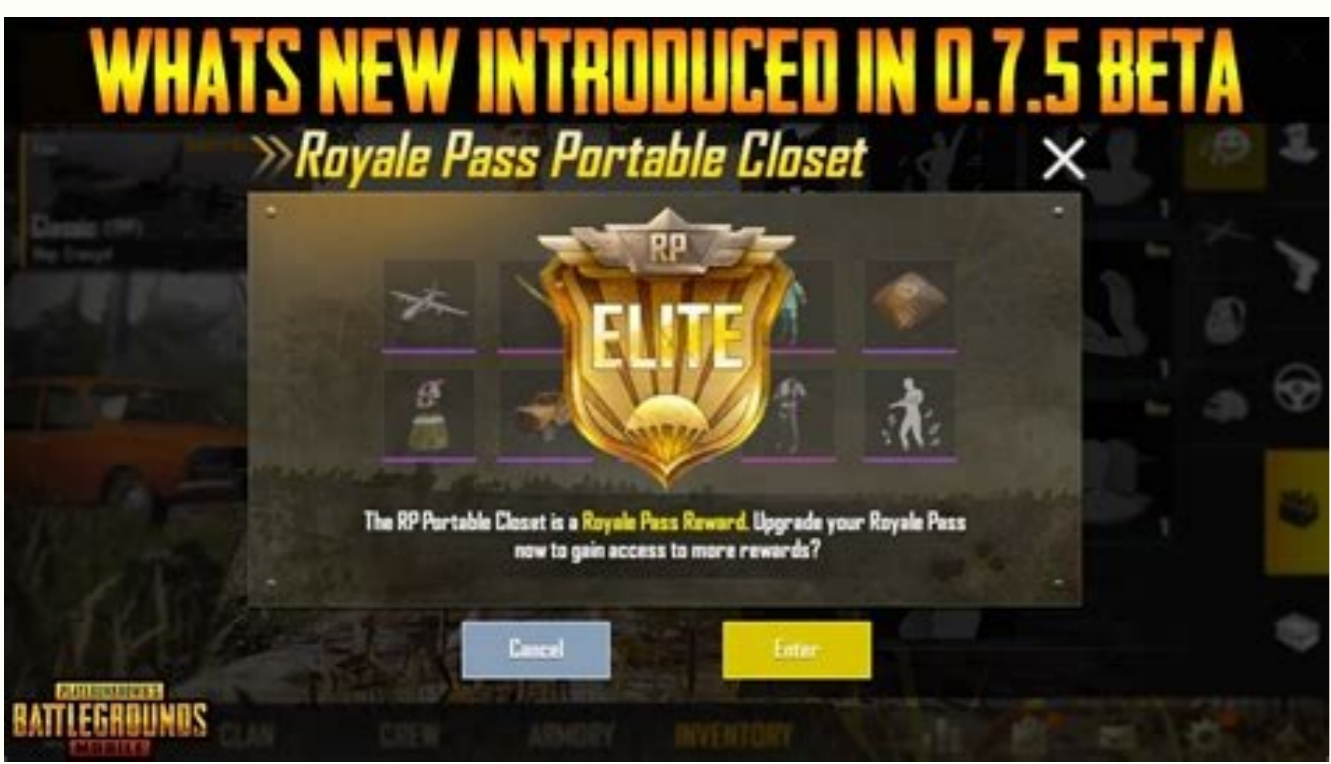 WHATS NEW INTRODUCED IN 0.7.5 BETA
Royale Pass Portable Closet
Classic (TPP)
RP
ELITE
The RP Portable Closet is a Royale Pass Reward. Upgrade your Royale Pass
now to gain access to more rewards?
Cancel
Enter
PLAYERUNKNOWN'S
BATTLEGROUNDS
MOBILE
CLAN
CREW
ARMORY
INVENTORY